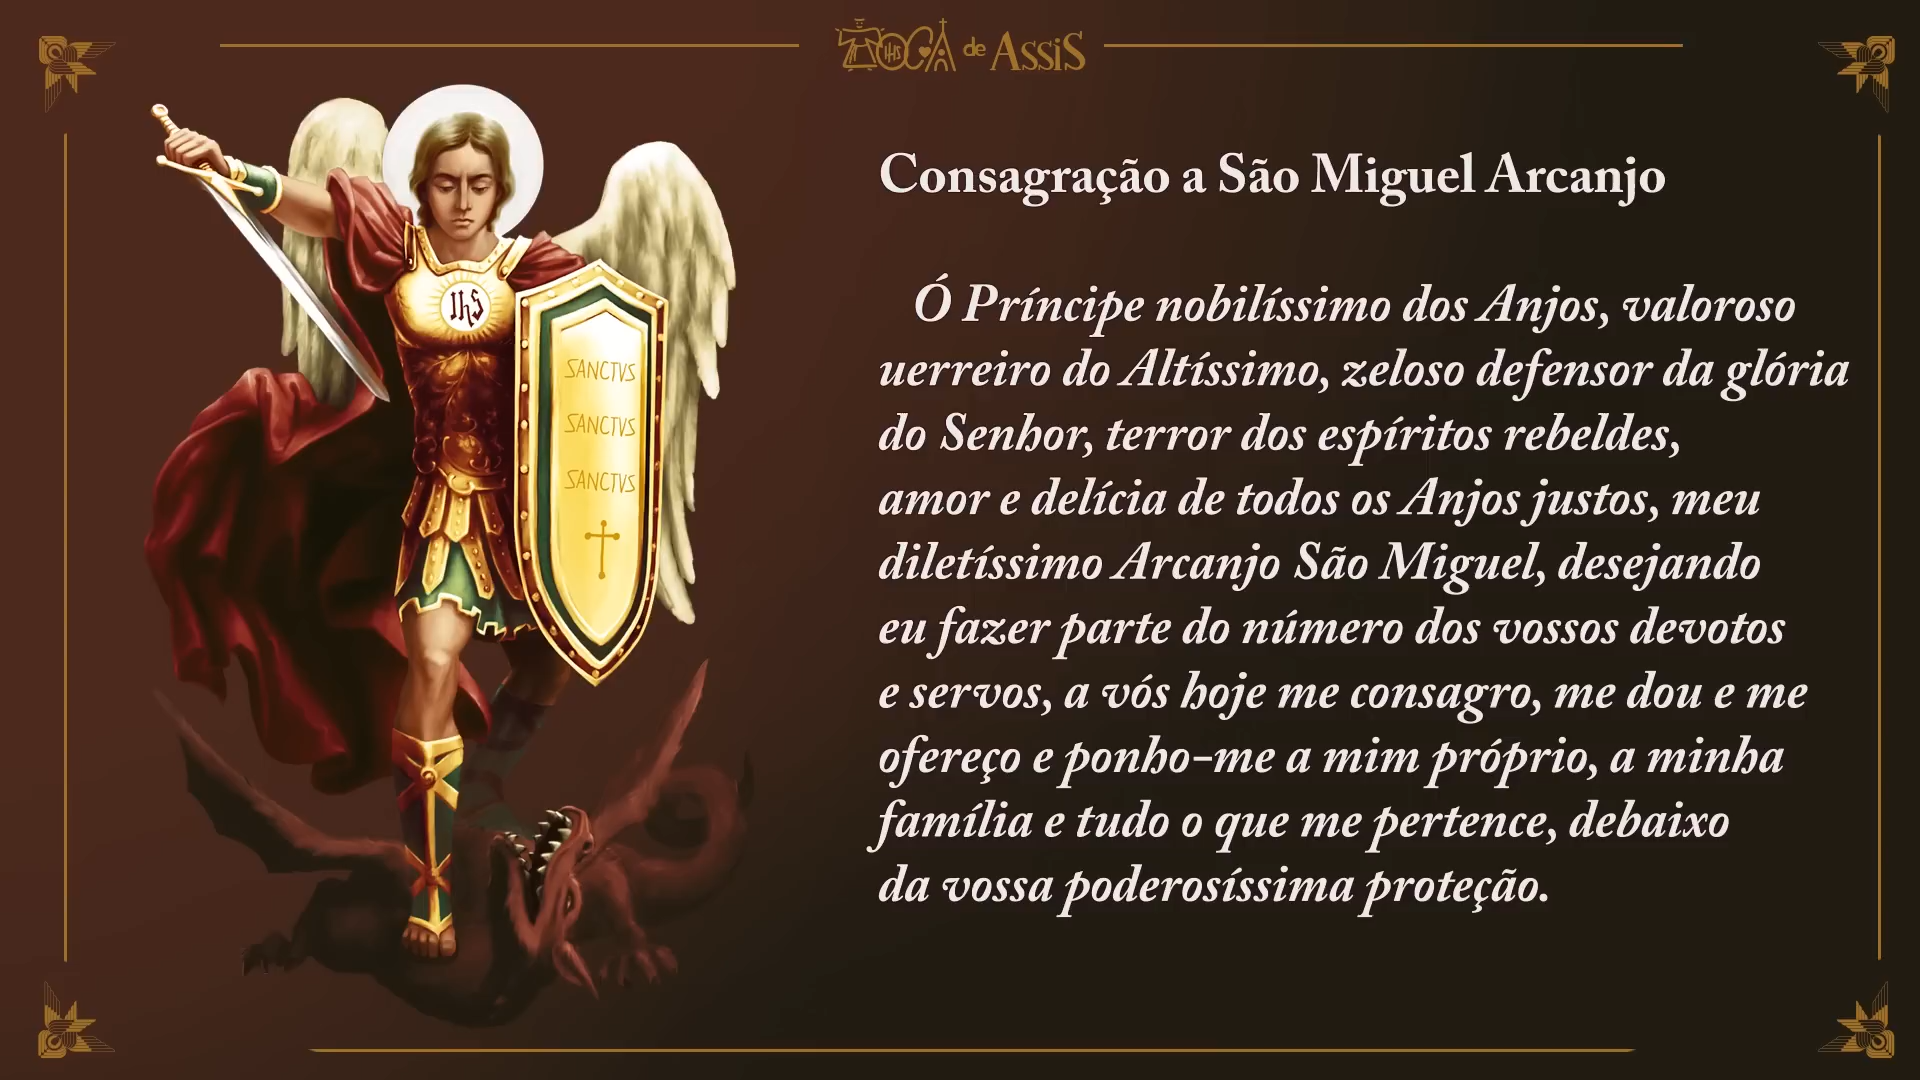 TOCA de AssiS
Consagração a São Miguel Arcanjo
Ó Príncipe nobilíssimo dos Anjos, valoroso
uerreiro do Altíssimo, zeloso defensor da glória
do Senhor, terror dos espíritos rebeldes,
amor e delícia de todos os Anjos justos, meu
diletíssimo Arcanjo São Miguel, desejando
eu fazer parte do número dos vossos devotos
e servos, a vós hoje me consagro, me dou e me
ofereço e ponho-me a mim próprio, a minha
família e tudo o que me pertence, debaixo
da vossa poderosíssima proteção.
IHS
SANCTVS
SANCTVS
SANCTVS